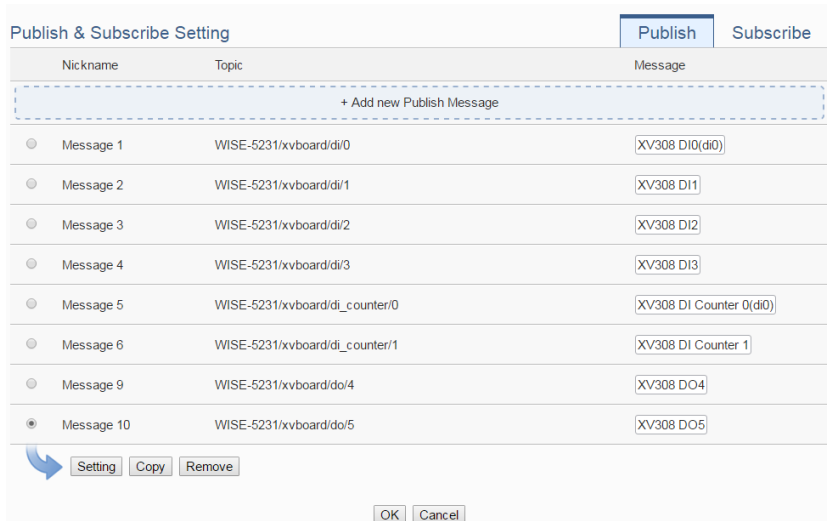 Publish & Subscribe Setting Publish Subscribe
Nickname Topic Message
+ Add new Publish Message
Message 1 WISE-5231/xvboard/di/0 XV308 DI0(di0)
Message 2 WISE-5231/xvboard/di/1 XV308 DI1
Message 3 WISE-5231/xvboard/di/2 XV308 DI2
Message 4 WISE-5231/xvboard/di/3 XV308 DI3
Message 5 WISE-5231/xvboard/di_counter/0 XV308 DI Counter 0(di0)
Message 6 WISE-5231/xvboard/di_counter/1 XV308 DI Counter 1
Message 9 WISE-5231/xvboard/do/4 XV308 DO4
Message 10 WISE-5231/xvboard/do/5 XV308 DO5
Setting Copy Remove
OK Cancel